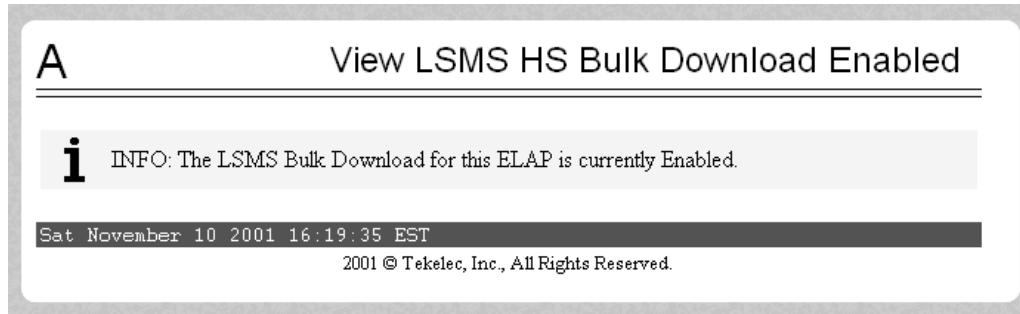 A View LSMS HS Bulk Download Enabled
i INFO: The LSMS Bulk Download for this ELAP is currently Enabled.
Sat November 10 2001 16:19:35 EST
2001 © Tekelec, Inc., All Rights Reserved.